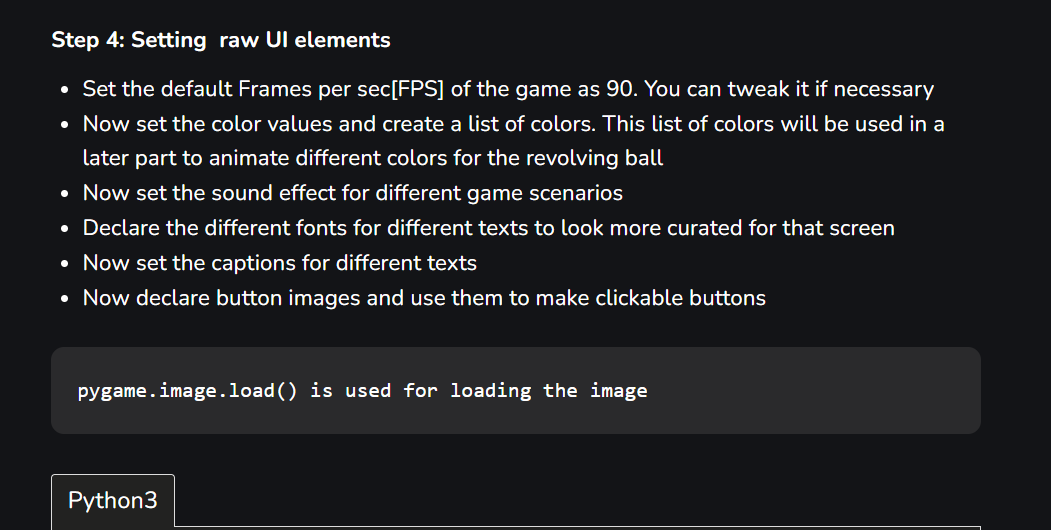 Step 4: Setting  raw UI elements
Set the default Frames per sec[FPS] of the game as 90. You can tweak it if necessary
Now set the color values and create a list of colors. This list of colors will be used in a
later part to animate different colors for the revolving ball
Now set the sound effect for different game scenarios
Declare the different fonts for different texts to look more curated for that screen
Now set the captions for different texts
Now declare button images and use them to make clickable buttons
pygame.image.load() is used for loading the image
Python3